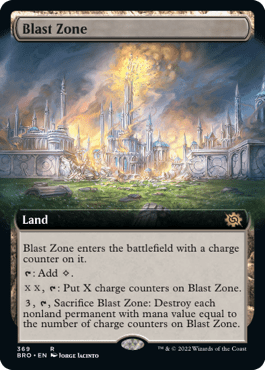 Blast Zone
Land
Blast Zone enters the battlefield with a charge
counter on it.
: Add .
X X, : Put X charge counters on Blast Zone.
3, , Sacrifice Blast Zone: Destroy each
nonland permanent with mana value equal to
the number of charge counters on Blast Zone.
369 R
BRO • EN Jorge Jacinto
™ & © 2022 Wizards of the Coast